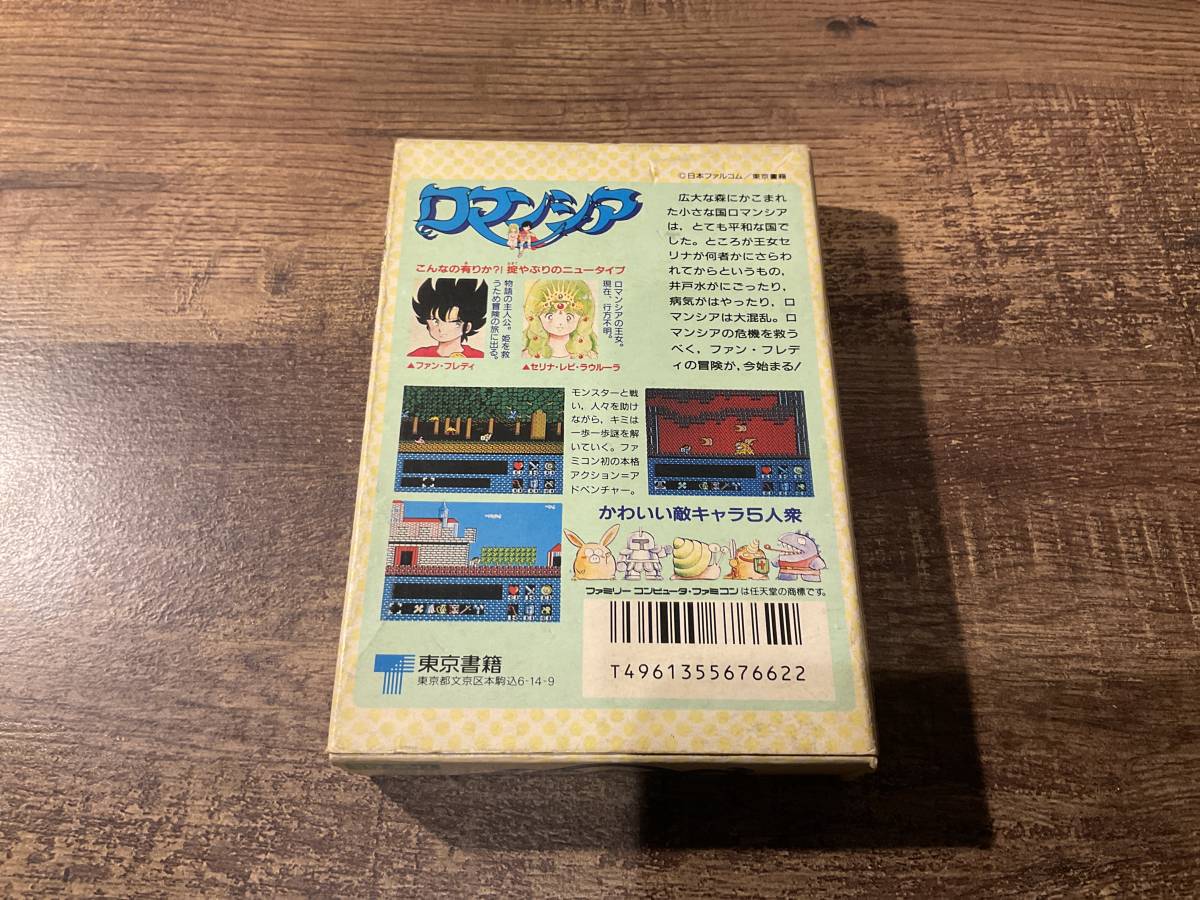 ©日本ファルコム/東京書籍
ロマンシア
こんなの有りか?!掟やぶりのニュータイプ
物語の主人公。姫を救
うため冒険の旅に出る。
▲ファン・フレディ
ロマンシアの王女。
現在、行方不明。
▲セリナ・レビ・ラウルーラ
広大な森にかこまれ
た小さな国ロマンシア
は,とても平和な国で
した。ところが王女セ
リナが何者かにさらわ
れてからというもの,
井戸水がにごったり,
病気がはやったり,ロ
マンシアは大混乱。ロ
マンシアの危機を救う
べく,ファン・フレデ
ィの冒険が,今始まる!
モンスターと戦
い,人々を助け
ながら,キミは
一歩一歩謎を解
いていく。ファ
ミコン初の本格
アクション=ア
ドベンチャー。
かわいい敵キャラ5人衆
ファミリー コンピュータ・ファミコンは任天堂の商標です。
T4961355676622
東京書籍
東京都文京区本駒込6-14-9